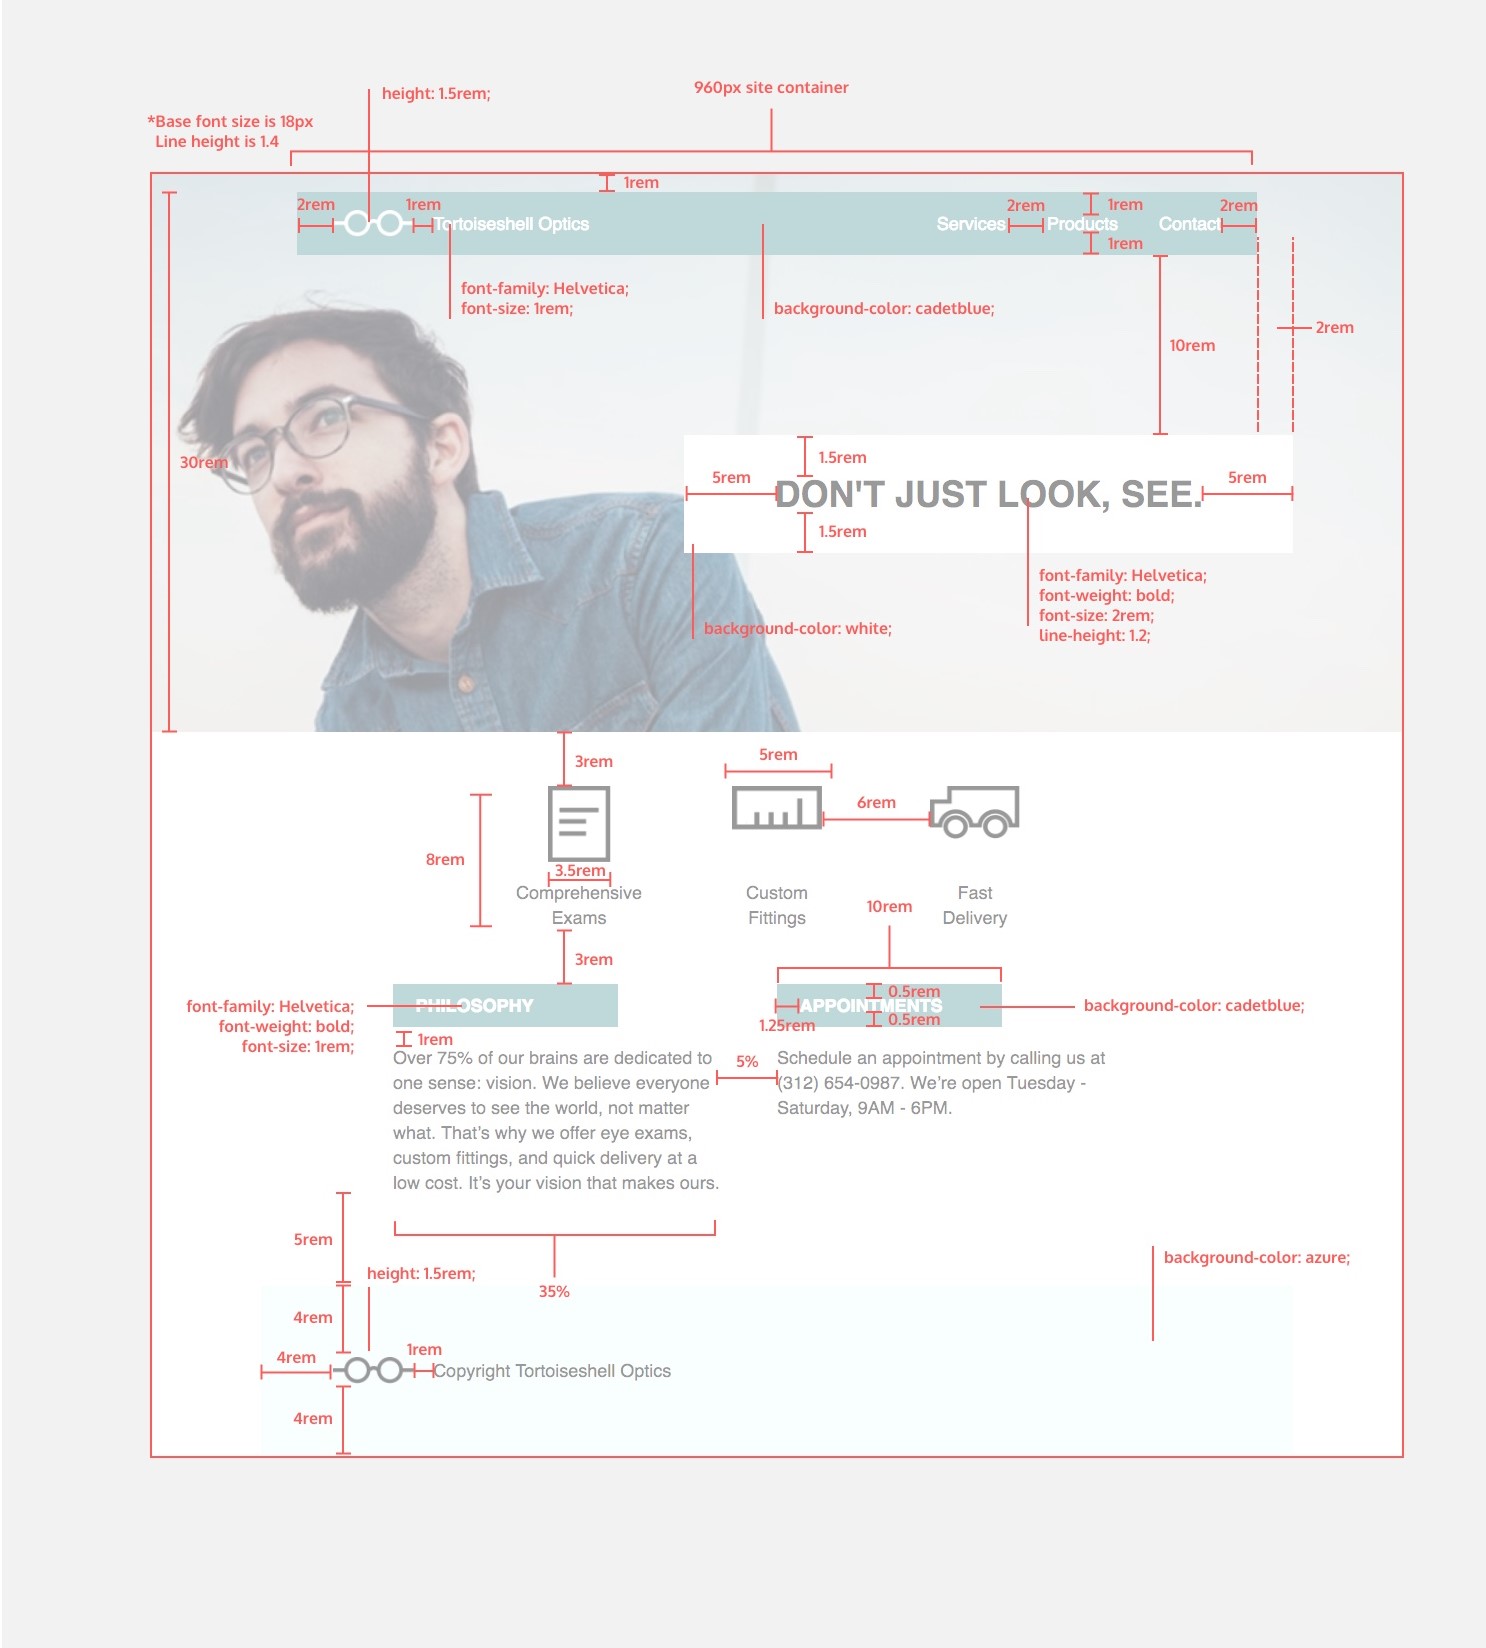 height: 1.5rem;
960px site container
*Base font size is 18px
Line height is 1.4
1rem
2rem
1rem
Tortoiseshell Optics
Services
2rem
Products
1rem
1rem
Contact
2rem
font-family: Helvetica;
font-size: 1rem;
background-color: cadetblue;
10rem
2rem
30rem
1.5rem
5rem
DON'T JUST LOOK, SEE.
5rem
1.5rem
font-family: Helvetica;
font-weight: bold;
font-size: 2rem;
line-height: 1.2;
background-color: white;
3rem
5rem
6rem
8rem
3.5rem
Comprehensive
Exams
Custom
Fittings
Fast
Delivery
10rem
3rem
font-family: Helvetica;
font-weight: bold;
font-size: 1rem;
PHILOSOPHY
1rem
0.5rem
APPOINTMENTS
0.5rem
1.25rem
background-color: cadetblue;
Over 75% of our brains are dedicated to
one sense: vision. We believe everyone
deserves to see the world, not matter
what. That’s why we offer eye exams,
custom fittings, and quick delivery at a
low cost. It’s your vision that makes ours.
5%
Schedule an appointment by calling us at
(312) 654-0987. We’re open Tuesday -
Saturday, 9AM - 6PM.
5rem
35%
height: 1.5rem;
background-color: azure;
4rem
4rem
1rem
Copyright Tortoiseshell Optics
4rem